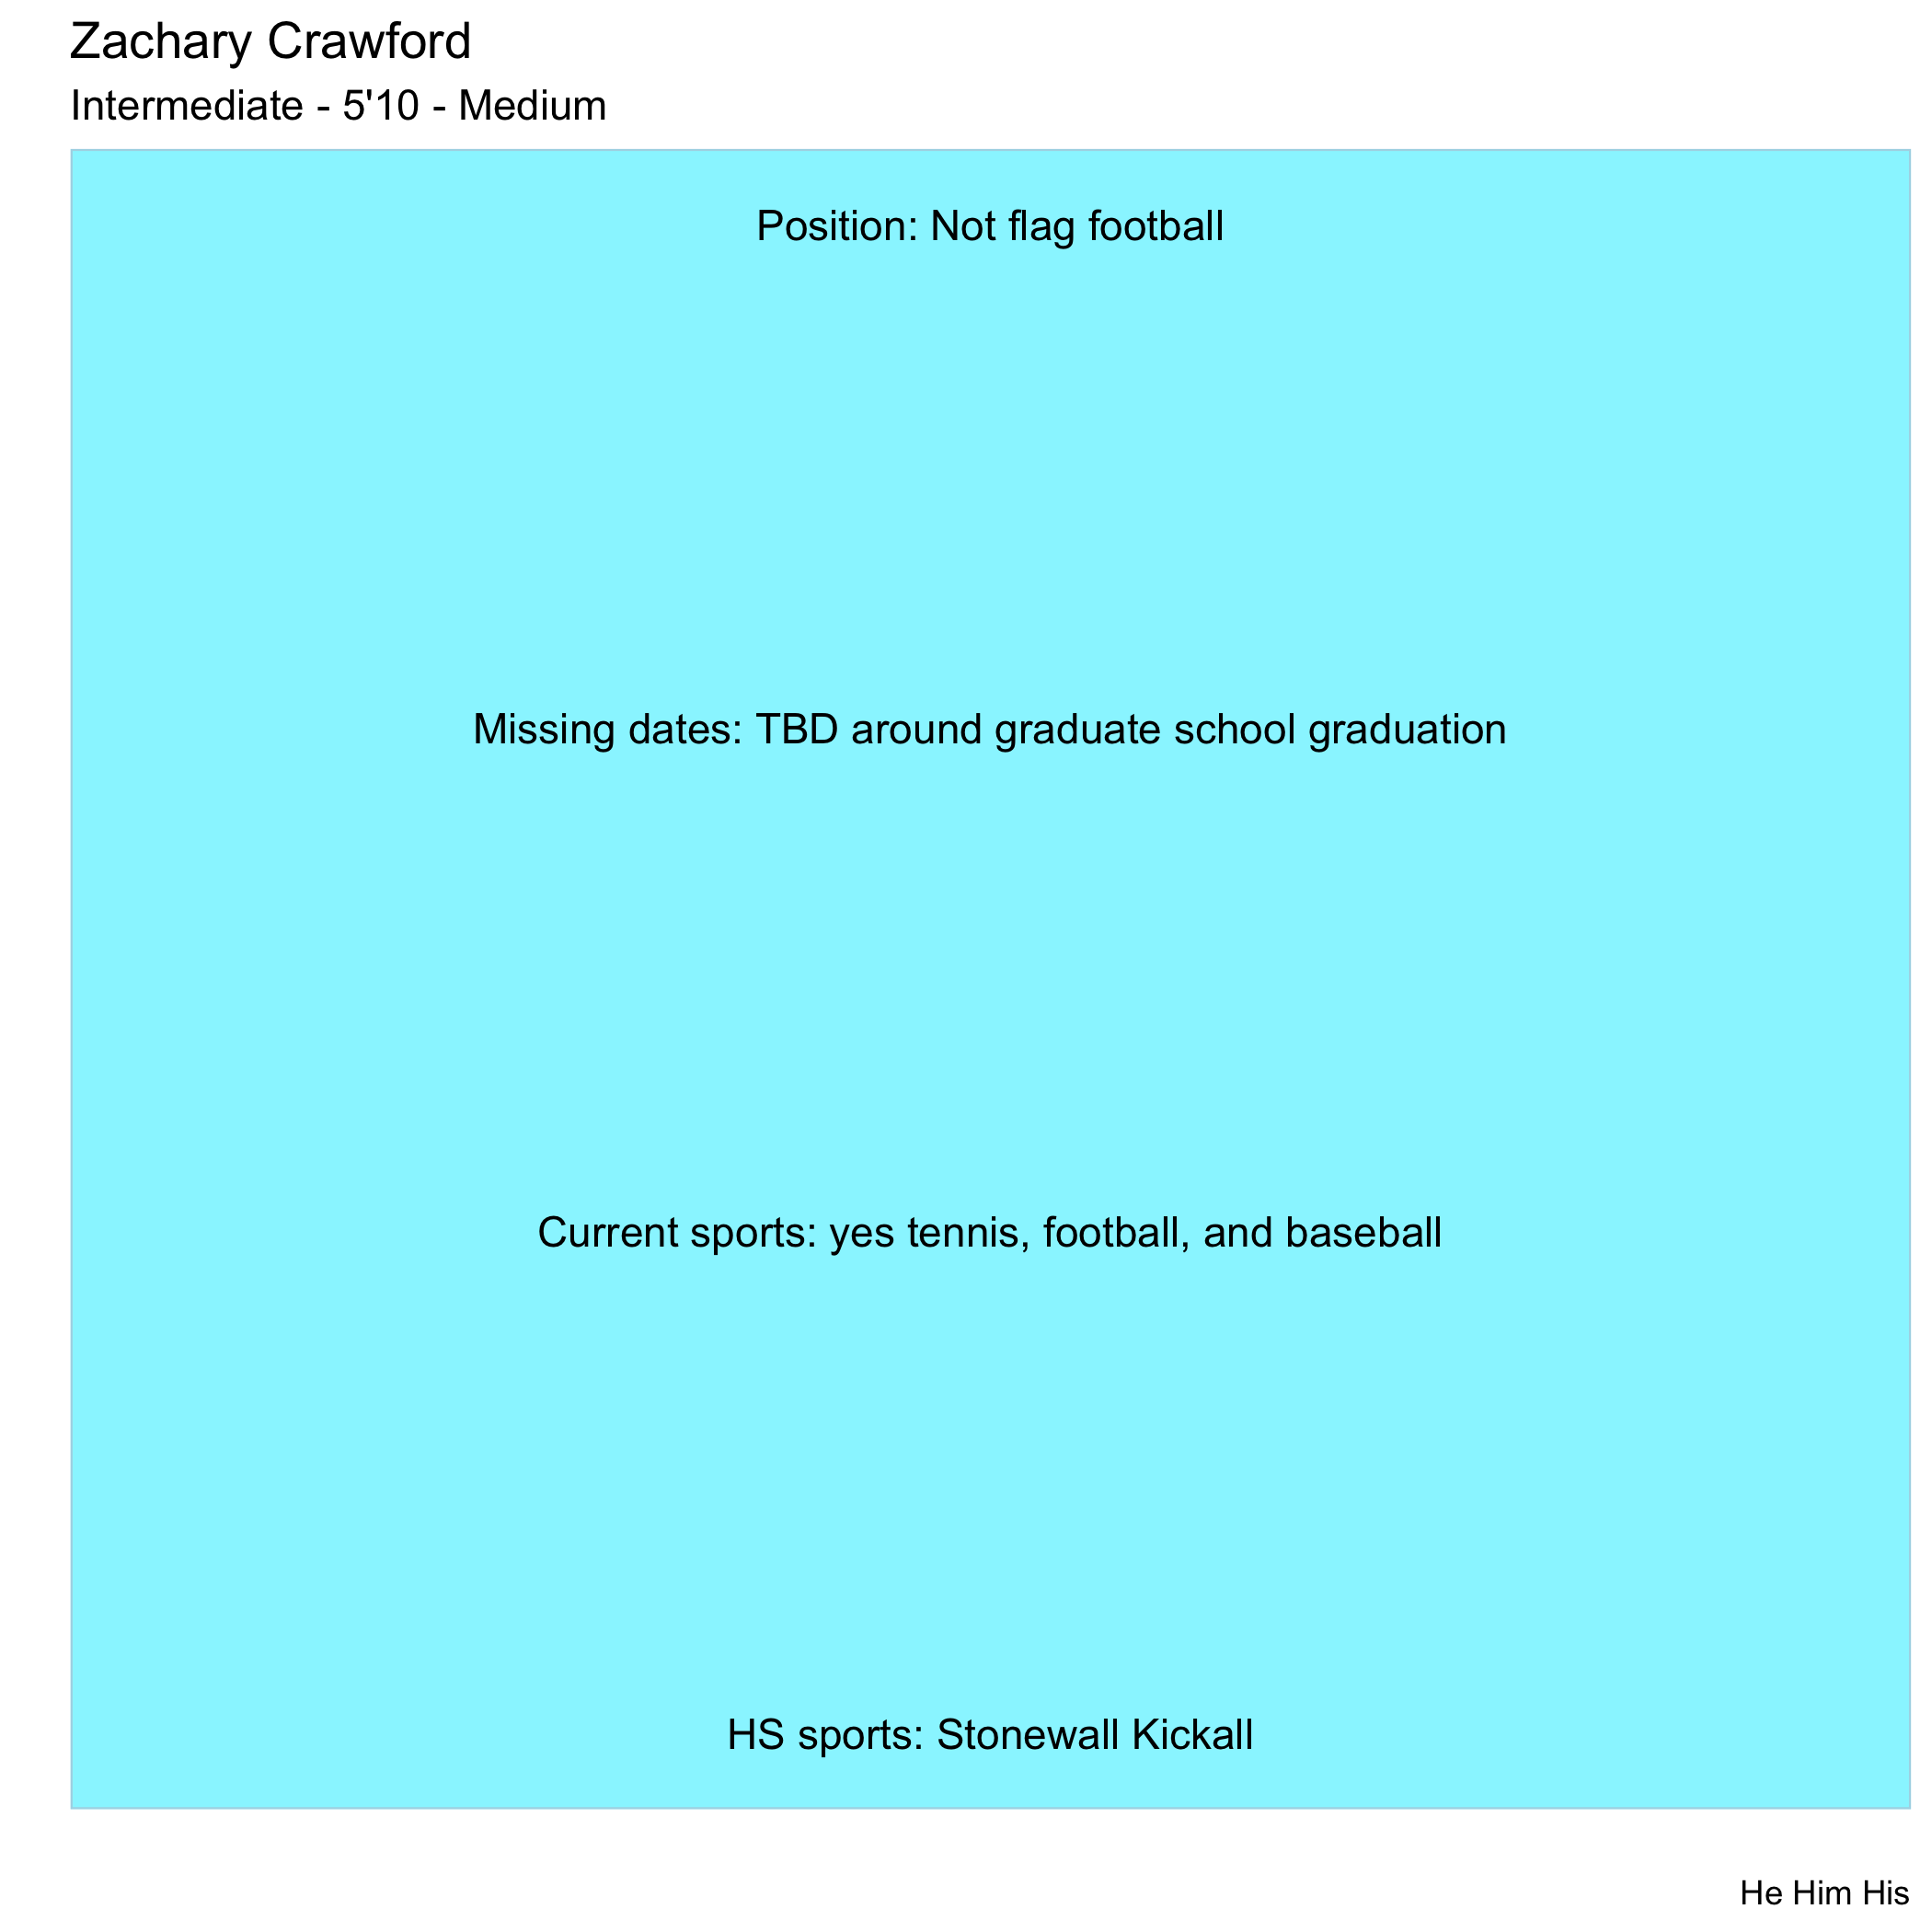 Zachary Crawford
Intermediate - 5'10 - Medium
Position: Not flag football
Missing dates: TBD around graduate school graduation
Current sports: yes tennis, football, and baseball
HS sports: Stonewall Kickall
He Him His